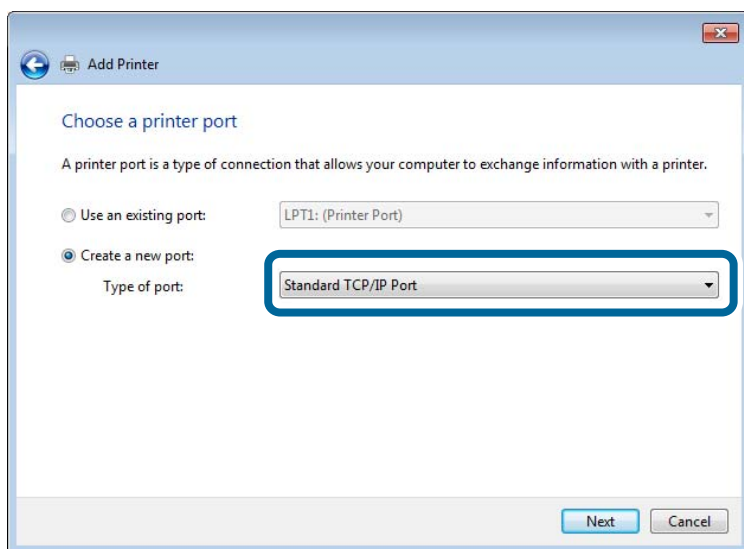 Add Printer
Choose a printer port
A printer port is a type of connection that allows your computer to exchange information with a printer.
Use an existing port: LPT1: (Printer Port)
Create a new port:
Type of port: Standard TCP/IP Port
Next Cancel